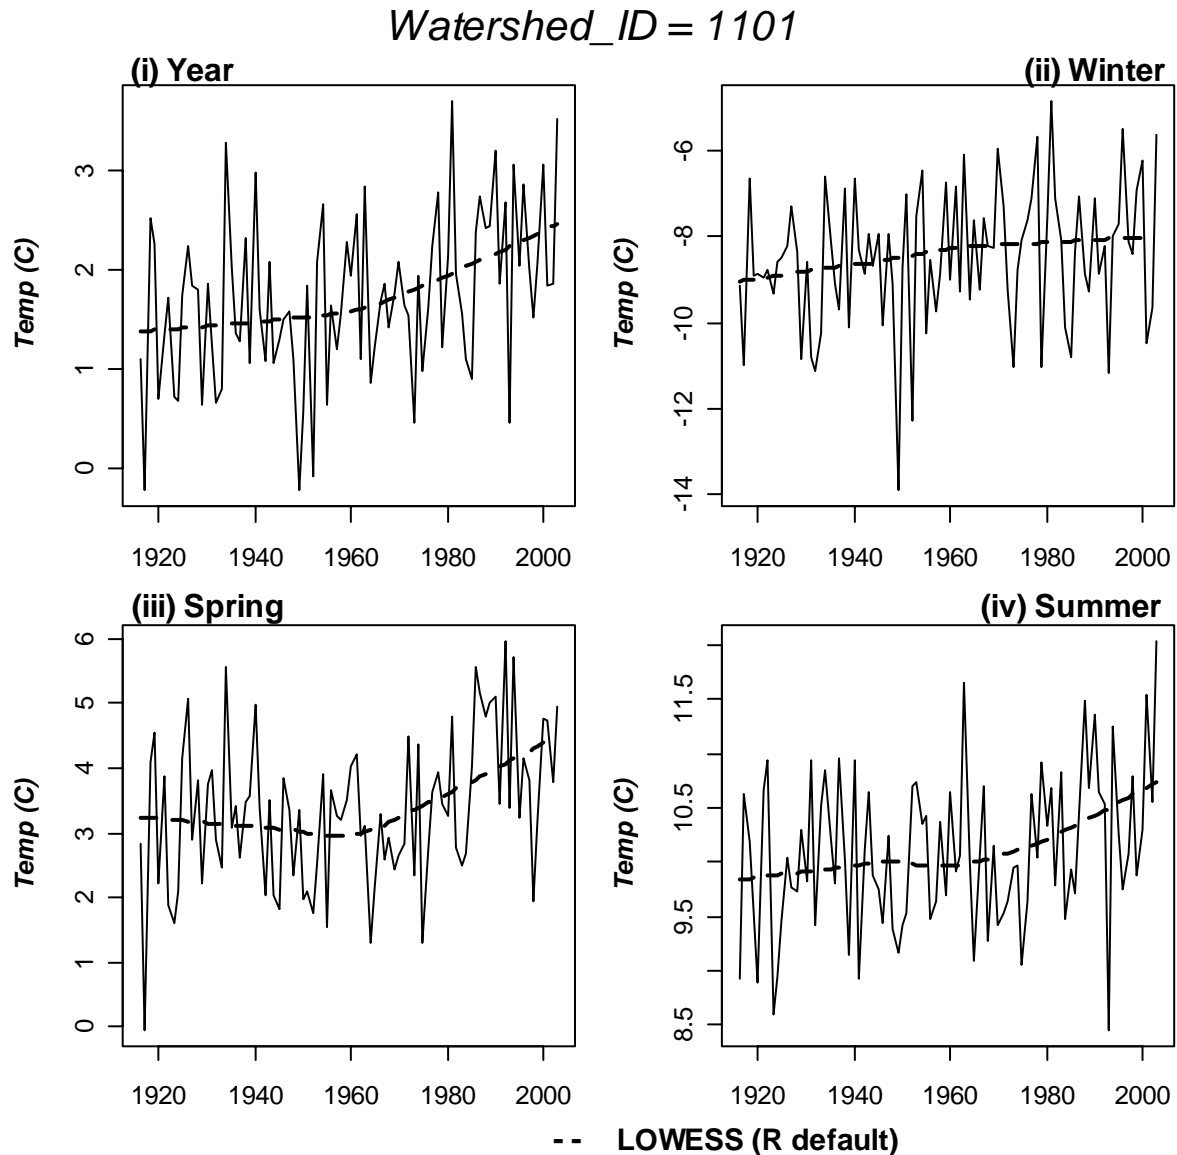 Watershed_ID = 1101
(i) Year
(ii) Winter
Temp (C)
3
2
1
0
1920 1940 1960 1980 2000
Temp (C)
-6
-8
-10
-12
-14
1920 1940 1960 1980 2000
(iii) Spring
(iv) Summer
Temp (C)
6
5
4
3
2
1
0
1920 1940 1960 1980 2000
Temp (C)
11.5
10.5
9.5
8.5
1920 1940 1960 1980 2000
-- LOWESS (R default)